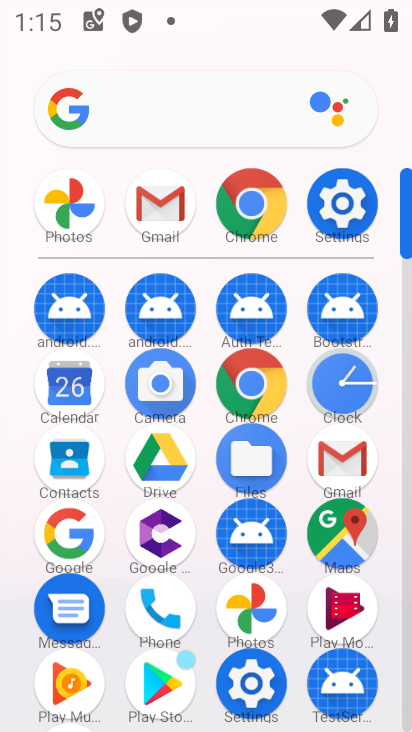 1:15
Photos Gmail Chrome Settings
android.... android.... Auth Te... Bootstr...
26
Calendar Camera Chrome Clock
Contacts Drive Files Gmail
Google Google ... Google3... Maps
Messag... Phone Photos Play Mo...
Play Mu... Play Sto... Settings TestSer...